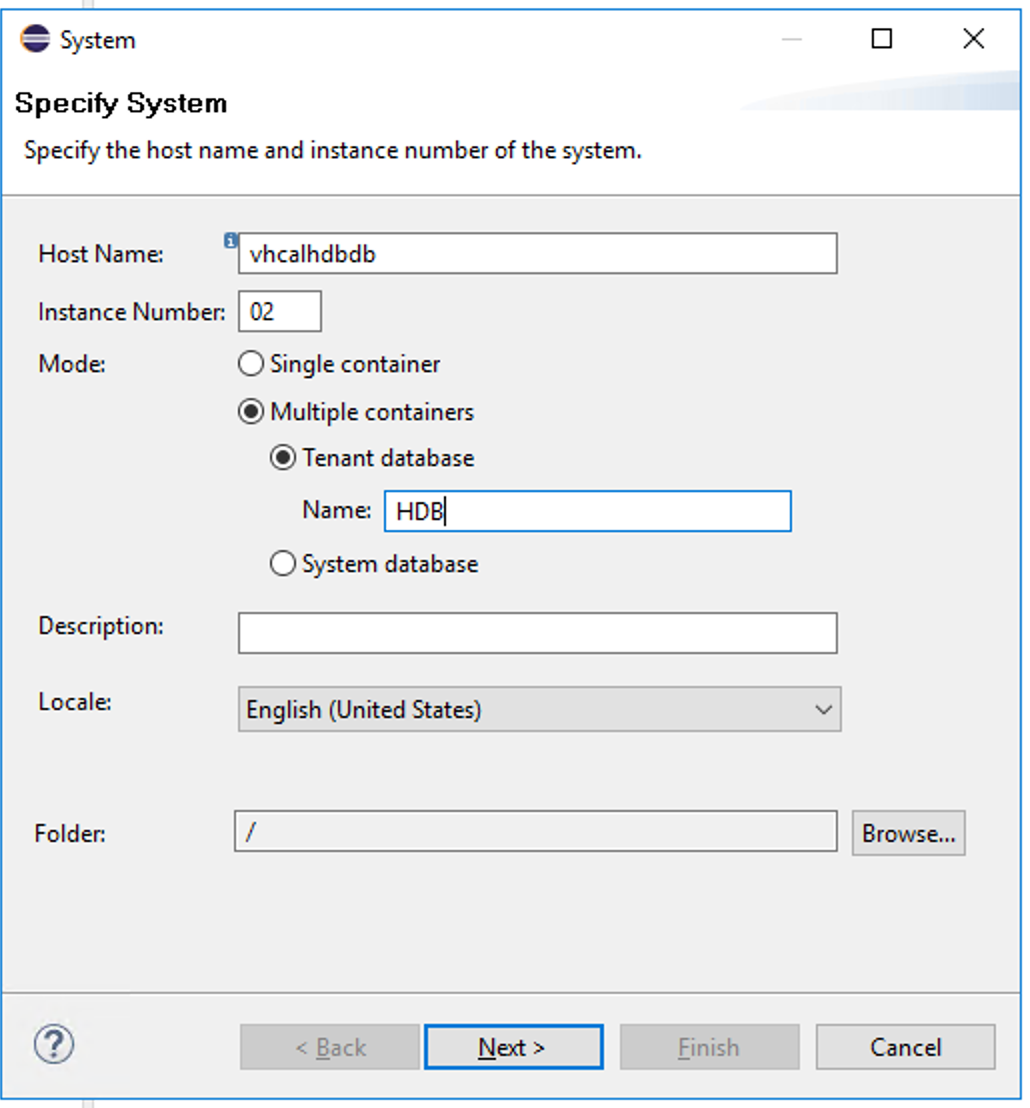 System
Specify System
Specify the host name and instance number of the system.
Host Name: vhcalhdbdb
Instance Number: 02
Mode: Single container
Multiple containers
Tenant database
Name: HDB
System database
Description:
Locale: English (United States)
Folder: / Browse...
? < Back Next > Finish Cancel